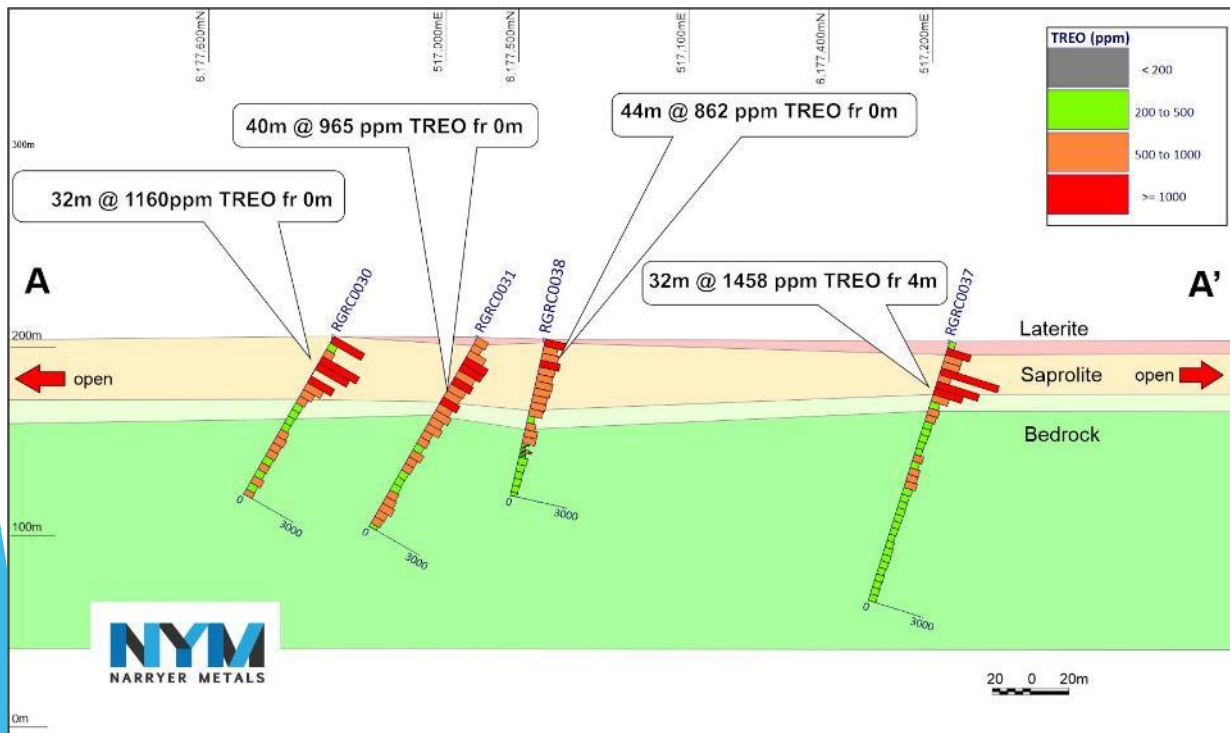 6,177,600mN
517,000mE
6,177,500mN
517,100mE
6,177,400mN
517,200mE
TREO (ppm)
< 200
200 to 500
500 to 1000
>= 1000
44m @ 862 ppm TREO fr 0m
40m @ 965 ppm TREO fr 0m
300m
32m @ 1160ppm TREO fr 0m
32m @ 1458 ppm TREO fr 4m
A
A'
RGRC0030
RGRC0031
RGRC0038
RGRC0037
Laterite
200m
open
Saprolite
open
Bedrock
0
3000
0
3000
0
3000
100m
0
3000
NYM
NARRYER METALS
20 0 20m
0m